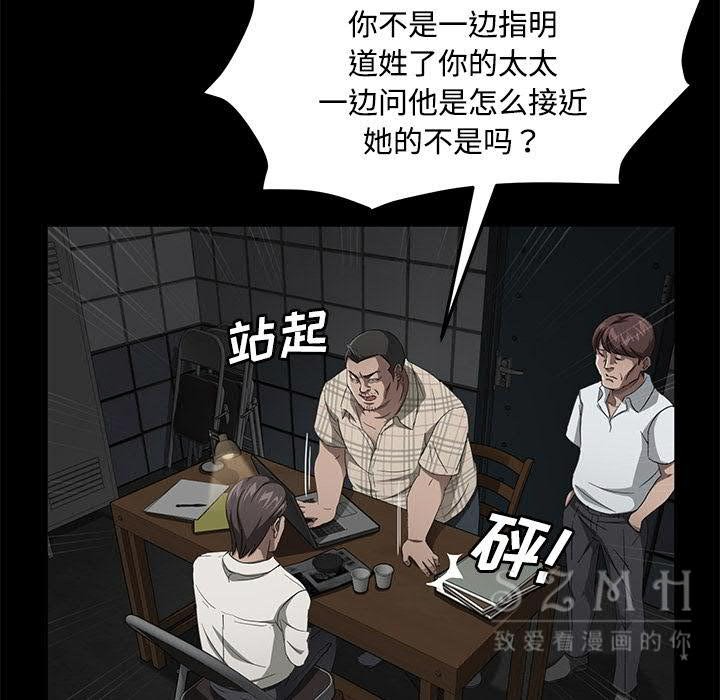 你不是一边指明
道姓了你的太太
一边问他是怎么接近
她的不是吗？
站起
砰!
SZMH
致爱看漫画的你